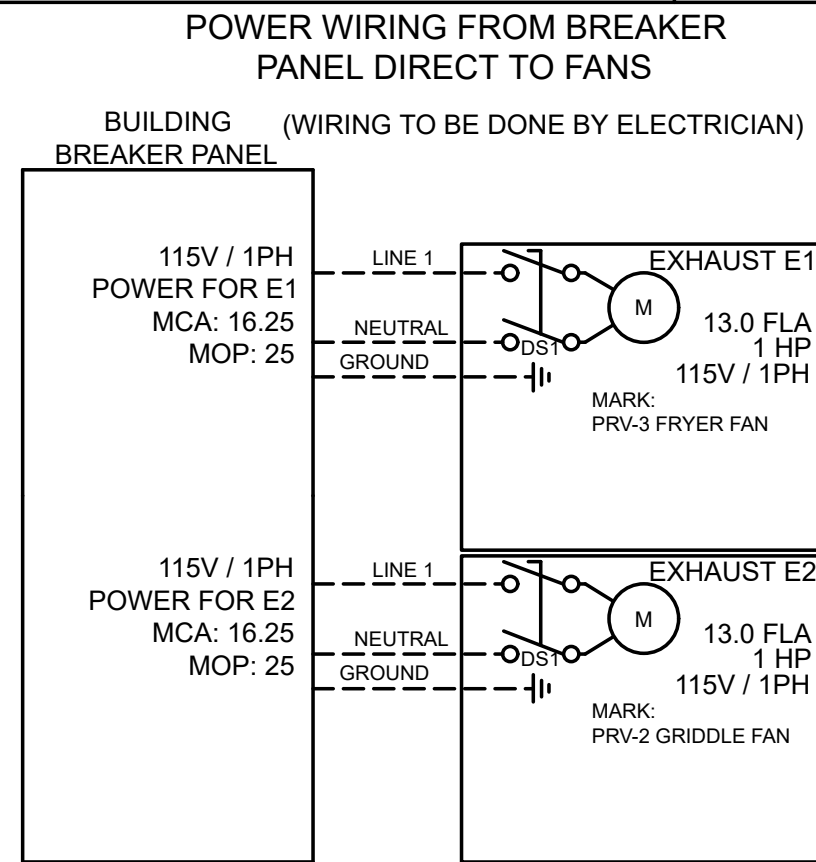 POWER WIRING FROM BREAKER
PANEL DIRECT TO FANS
BUILDING
BREAKER PANEL
(WIRING TO BE DONE BY ELECTRICIAN)
115V / 1PH
POWER FOR E1
MCA: 16.25
MOP: 25
LINE 1
NEUTRAL
GROUND
DS1
M
EXHAUST E1
13.0 FLA
1 HP
115V / 1PH
MARK:
PRV-3 FRYER FAN
115V / 1PH
POWER FOR E2
MCA: 16.25
MOP: 25
LINE 1
NEUTRAL
GROUND
DS1
M
EXHAUST E2
13.0 FLA
1 HP
115V / 1PH
MARK:
PRV-2 GRIDDLE FAN